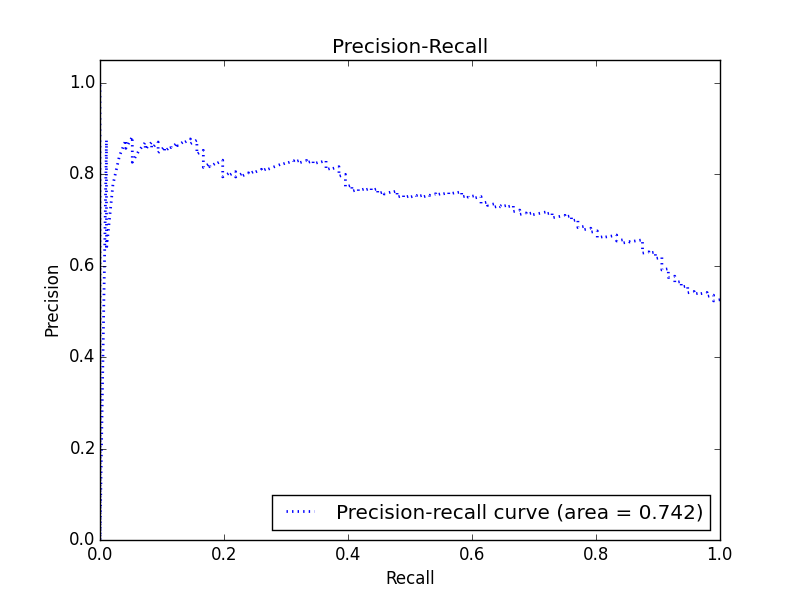 Precision-Recall
1.0
0.8
0.6
0.4
0.2
0.0
Precision
0.0 0.2 0.4 0.6 0.8 1.0
Recall
Precision-recall curve (area = 0.742)